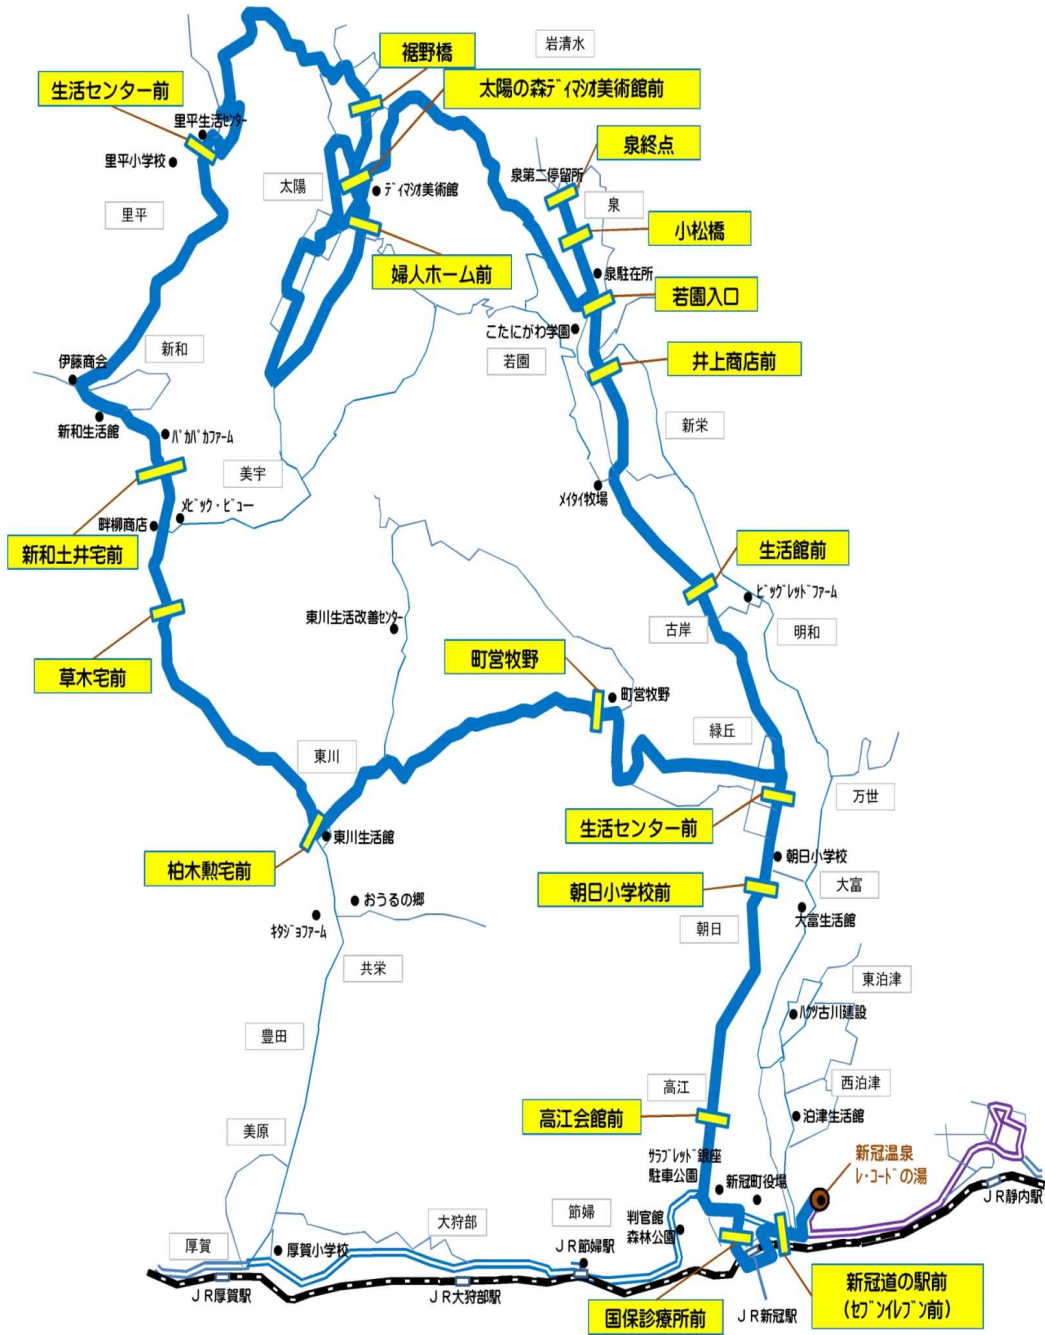 岩清水
裾野橋
太陽の森ディマシオ美術館前
生活センター前
里平生活センター
里平小学校
里平
太陽
ディマシオ美術館
泉終点
泉第二停留所
泉
小松橋
婦人ホーム前
泉駐在所
若園入口
こたにがわ学園
若園
井上商店前
新和
伊藤商会
新和生活館
パカパカファーム
新栄
美宇
メイタイ牧場
畔柳商店
メビック・ビュー
新和土井宅前
生活館前
ビッグレッドファーム
東川生活改善センター
古岸
明和
草木宅前
町営牧野
町営牧野
緑丘
東川
万世
生活センター前
東川生活館
柏木勲宅前
朝日小学校
朝日小学校前
大富
大富生活館
おうるの郷
キタジョファーム
朝日
共栄
東泊津
ハクツ古川建設
豊田
高江
西泊津
高江会館前
泊津生活館
美原
サラブレッド銀座
駐車公園
新冠町役場
新冠温泉
レ・コードの湯
JR静内駅
節婦
判官館
森林公園
大狩部
厚賀
厚賀小学校
JR節婦駅
JR厚賀駅
JR大狩部駅
国保診療所前
JR新冠駅
新冠道の駅前
（セブンイレブン前）